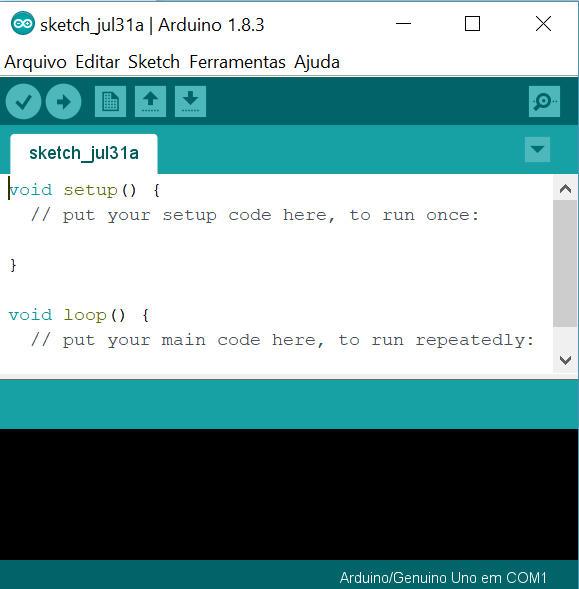 sketch_jul31a | Arduino 1.8.3
Arquivo Editar Sketch Ferramentas Ajuda
sketch_jul31a
void setup() {
  // put your setup code here, to run once:
}
void loop() {
  // put your main code here, to run repeatedly:
Arduino/Genuino Uno em COM1